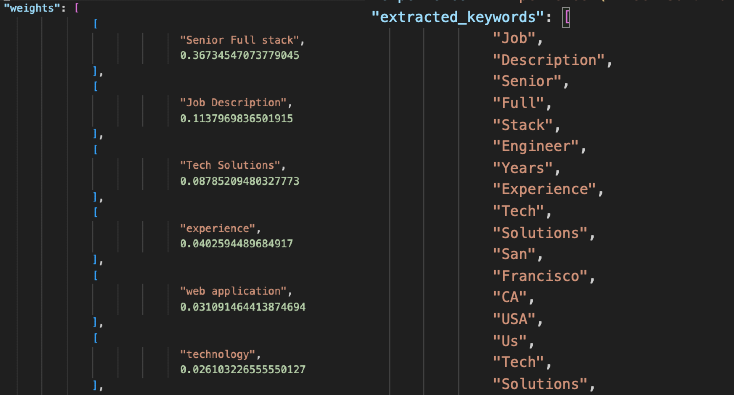 "weights": [
[
"Senior Full stack",
0.36734547073779045
],
[
"Job Description",
0.1137969836501915
],
[
"Tech Solutions",
0.08785209480327773
],
[
"experience",
0.0402594489684917
],
[
"web application",
0.031091464413874694
],
[
"technology",
0.026103226555550127
],
"extracted_keywords": [
"Job",
"Description",
"Senior",
"Full",
"Stack",
"Engineer",
"Years",
"Experience",
"Tech",
"Solutions",
"San",
"Francisco",
"CA",
"USA",
"Us",
"Tech",
"Solutions",